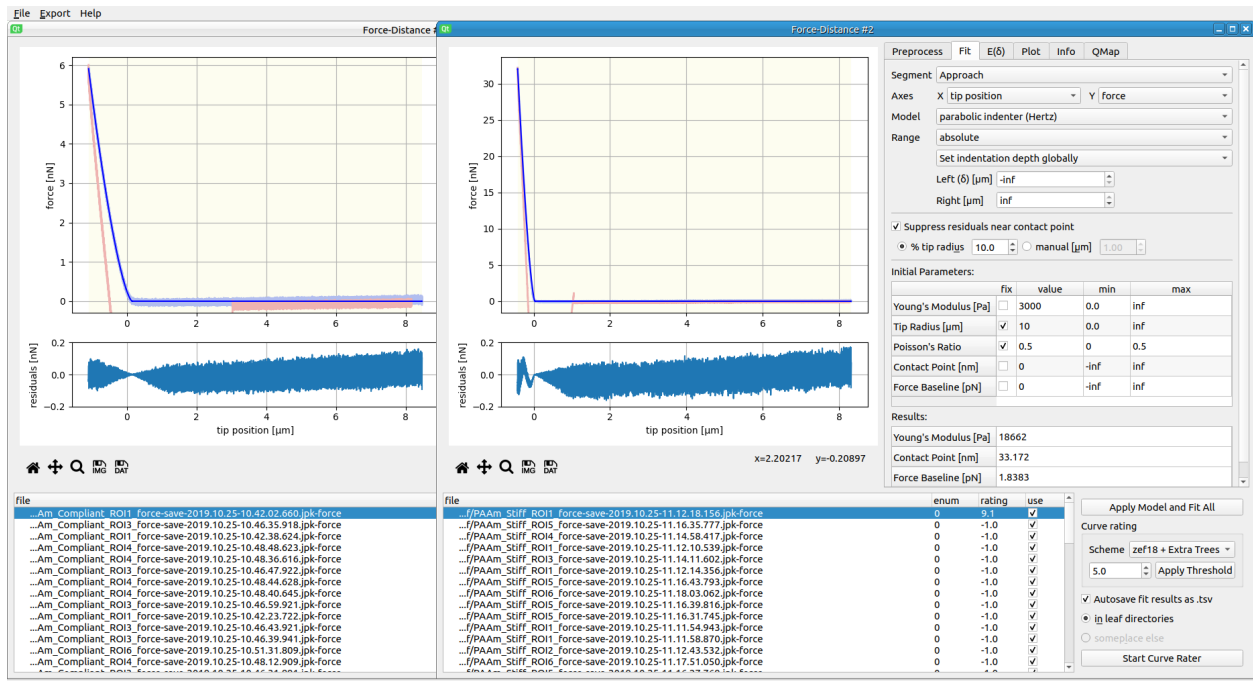 File Export Help
Force-Distance #
Force-Distance #2
6
5
4
3
2
1
0
force [nN]
0 2 4 6 8
0.2
0.0
−0.2
residuals [nN]
0 2 4 6 8
tip position [µm]
IMG DAT
file
...Am_Compliant_ROI1_force-save-2019.10.25-10.42.02.660.jpk-force
...Am_Compliant_ROI3_force-save-2019.10.25-10.46.35.918.jpk-force
...Am_Compliant_ROI1_force-save-2019.10.25-10.42.38.624.jpk-force
...Am_Compliant_ROI4_force-save-2019.10.25-10.48.48.623.jpk-force
...Am_Compliant_ROI4_force-save-2019.10.25-10.48.36.616.jpk-force
...Am_Compliant_ROI3_force-save-2019.10.25-10.46.47.922.jpk-force
...Am_Compliant_ROI4_force-save-2019.10.25-10.48.44.628.jpk-force
...Am_Compliant_ROI4_force-save-2019.10.25-10.48.40.645.jpk-force
...Am_Compliant_ROI3_force-save-2019.10.25-10.46.59.921.jpk-force
...Am_Compliant_ROI1_force-save-2019.10.25-10.42.23.722.jpk-force
...Am_Compliant_ROI3_force-save-2019.10.25-10.46.43.921.jpk-force
...Am_Compliant_ROI3_force-save-2019.10.25-10.46.39.941.jpk-force
...Am_Compliant_ROI6_force-save-2019.10.25-10.51.31.809.jpk-force
...Am_Compliant_ROI4_force-save-2019.10.25-10.48.12.909.jpk-force
30
25
20
15
10
5
0
force [nN]
0 2 4 6 8
0.2
0.0
−0.2
residuals [nN]
0 2 4 6 8
tip position [µm]
IMG DAT
x=2.20217 y=-0.20897
Preprocess Fit E(δ) Plot Info QMap
Segment Approach
Axes X tip position Y force
Model parabolic indenter (Hertz)
Range absolute
Set indentation depth globally
Left (δ) [µm] -inf
Right [µm] inf
Suppress residuals near contact point
% tip radius 10.0 manual [µm] 1.00
Initial Parameters:
fix value min max
Young's Modulus [Pa] 3000 0.0 inf
Tip Radius [µm] 10 0.0 inf
Poisson's Ratio 0.5 0 0.5
Contact Point [nm] 0 -inf inf
Force Baseline [pN] 0 -inf inf
Results:
Young's Modulus [Pa] 18662
Contact Point [nm] 33.172
Force Baseline [pN] 1.8383
file enum rating use
...f/PAAm_Stiff_ROI1_force-save-2019.10.25-11.12.18.156.jpk-force 0 9.1
...f/PAAm_Stiff_ROI5_force-save-2019.10.25-11.16.35.777.jpk-force 0 -1.0
...f/PAAm_Stiff_ROI4_force-save-2019.10.25-11.14.58.417.jpk-force 0 -1.0
...f/PAAm_Stiff_ROI1_force-save-2019.10.25-11.12.10.539.jpk-force 0 -1.0
...f/PAAm_Stiff_ROI3_force-save-2019.10.25-11.14.11.602.jpk-force 0 -1.0
...f/PAAm_Stiff_ROI1_force-save-2019.10.25-11.12.14.356.jpk-force 0 -1.0
...f/PAAm_Stiff_ROI5_force-save-2019.10.25-11.16.43.793.jpk-force 0 -1.0
...f/PAAm_Stiff_ROI6_force-save-2019.10.25-11.18.03.062.jpk-force 0 -1.0
...f/PAAm_Stiff_ROI5_force-save-2019.10.25-11.16.39.816.jpk-force 0 -1.0
...f/PAAm_Stiff_ROI5_force-save-2019.10.25-11.16.31.745.jpk-force 0 -1.0
...f/PAAm_Stiff_ROI1_force-save-2019.10.25-11.11.54.943.jpk-force 0 -1.0
...f/PAAm_Stiff_ROI1_force-save-2019.10.25-11.11.58.870.jpk-force 0 -1.0
...f/PAAm_Stiff_ROI2_force-save-2019.10.25-11.12.43.532.jpk-force 0 -1.0
...f/PAAm_Stiff_ROI6_force-save-2019.10.25-11.17.51.050.jpk-force 0 -1.0
Apply Model and Fit All
Curve rating
Scheme zef18 + Extra Trees
5.0 Apply Threshold
Autosave fit results as .tsv
in leaf directories
someplace else
Start Curve Rater